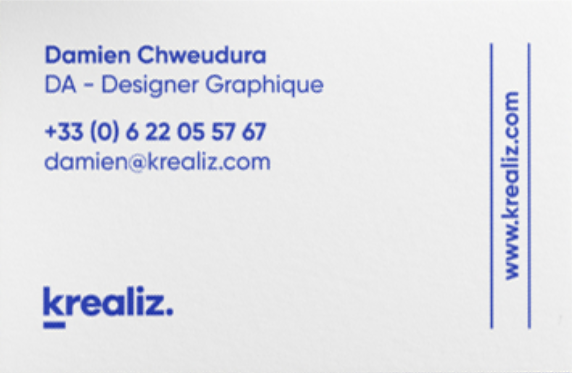 Damien Chweudura
DA - Designer Graphique
+33 (0) 6 22 05 57 67
damien@krealiz.com
www.krealiz.com
krealiz.